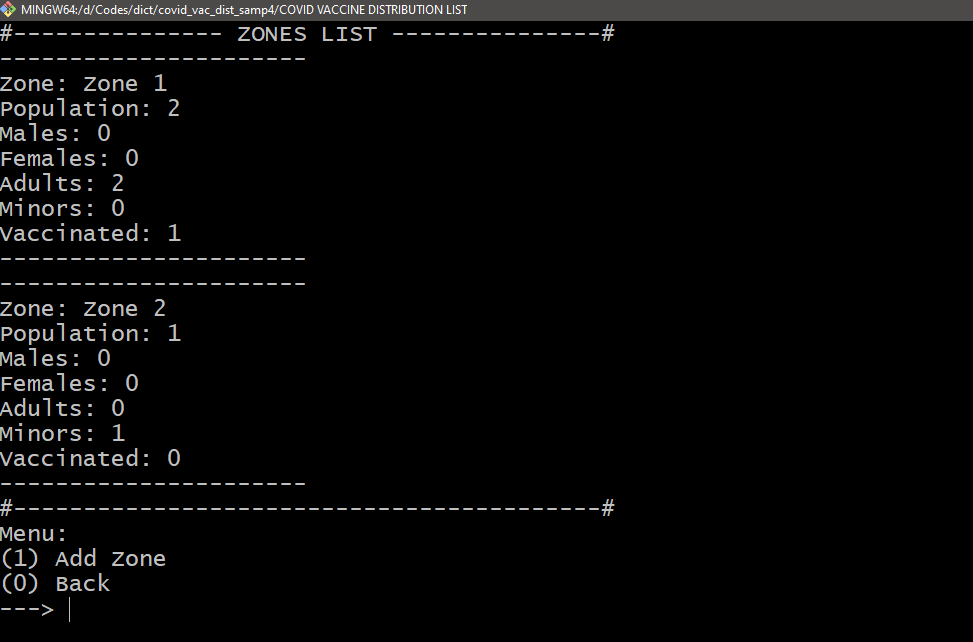 MINGW64:/d/Codes/dict/covid_vac_dist_samp4/COVID VACCINE DISTRIBUTION LIST
#--------------- ZONES LIST ---------------#
----------------------
Zone: Zone 1
Population: 2
Males: 0
Females: 0
Adults: 2
Minors: 0
Vaccinated: 1
----------------------
----------------------
Zone: Zone 2
Population: 1
Males: 0
Females: 0
Adults: 0
Minors: 1
Vaccinated: 0
----------------------
#------------------------------------------#
Menu:
(1) Add Zone
(0) Back
--->